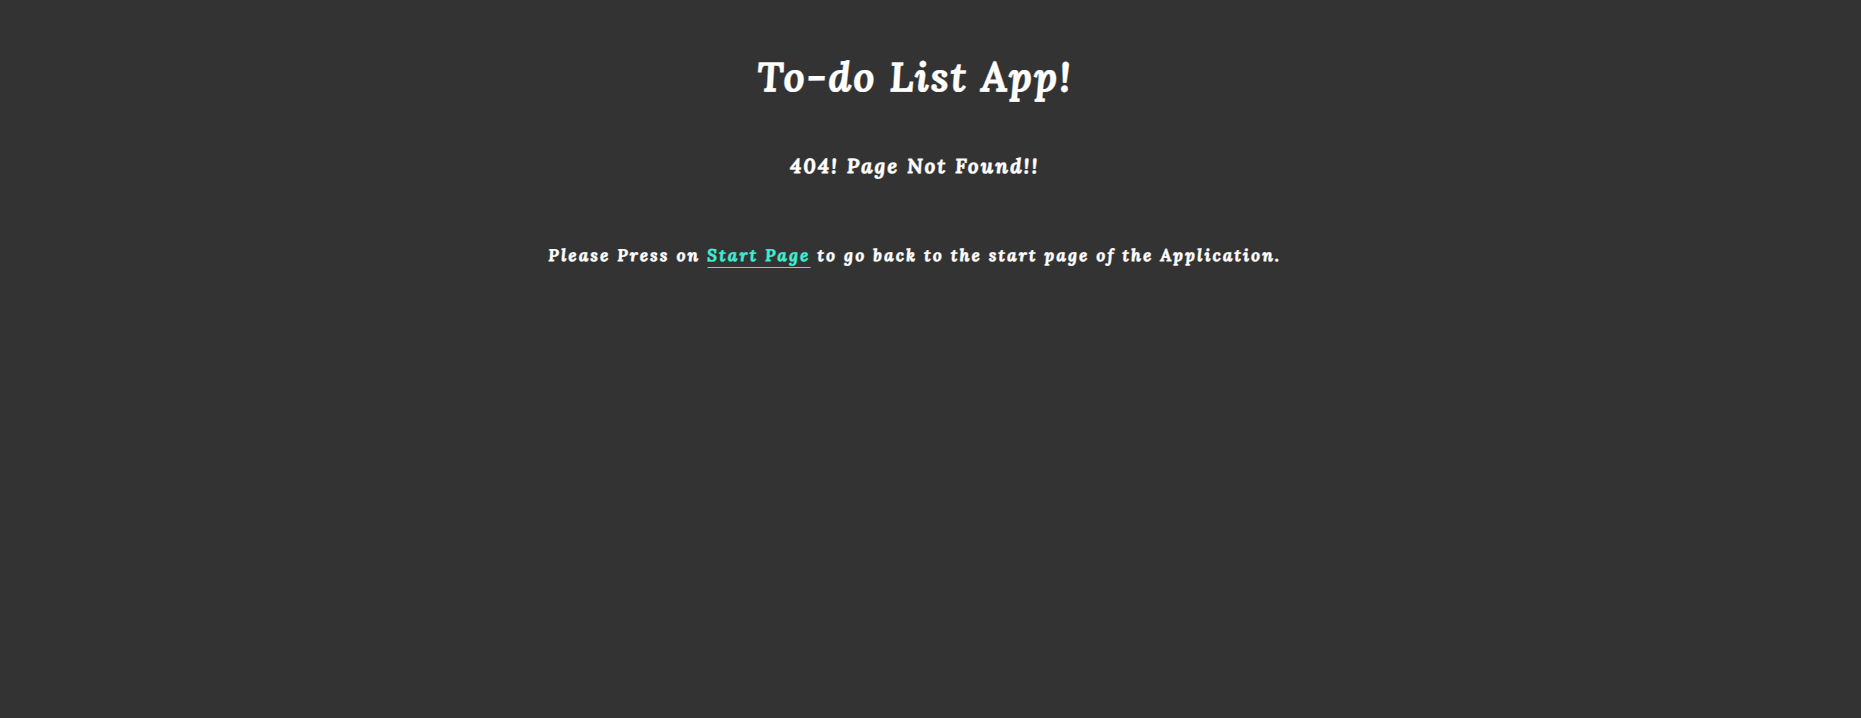 To-do List App!
404! Page Not Found!!
Please Press on Start Page to go back to the start page of the Application.